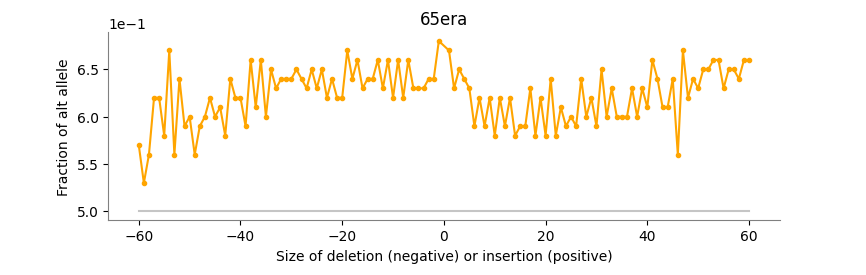 65era
1e−1
Fraction of alt allele
6.5
6.0
5.5
5.0
−60 −40 −20 0 20 40 60
Size of deletion (negative) or insertion (positive)